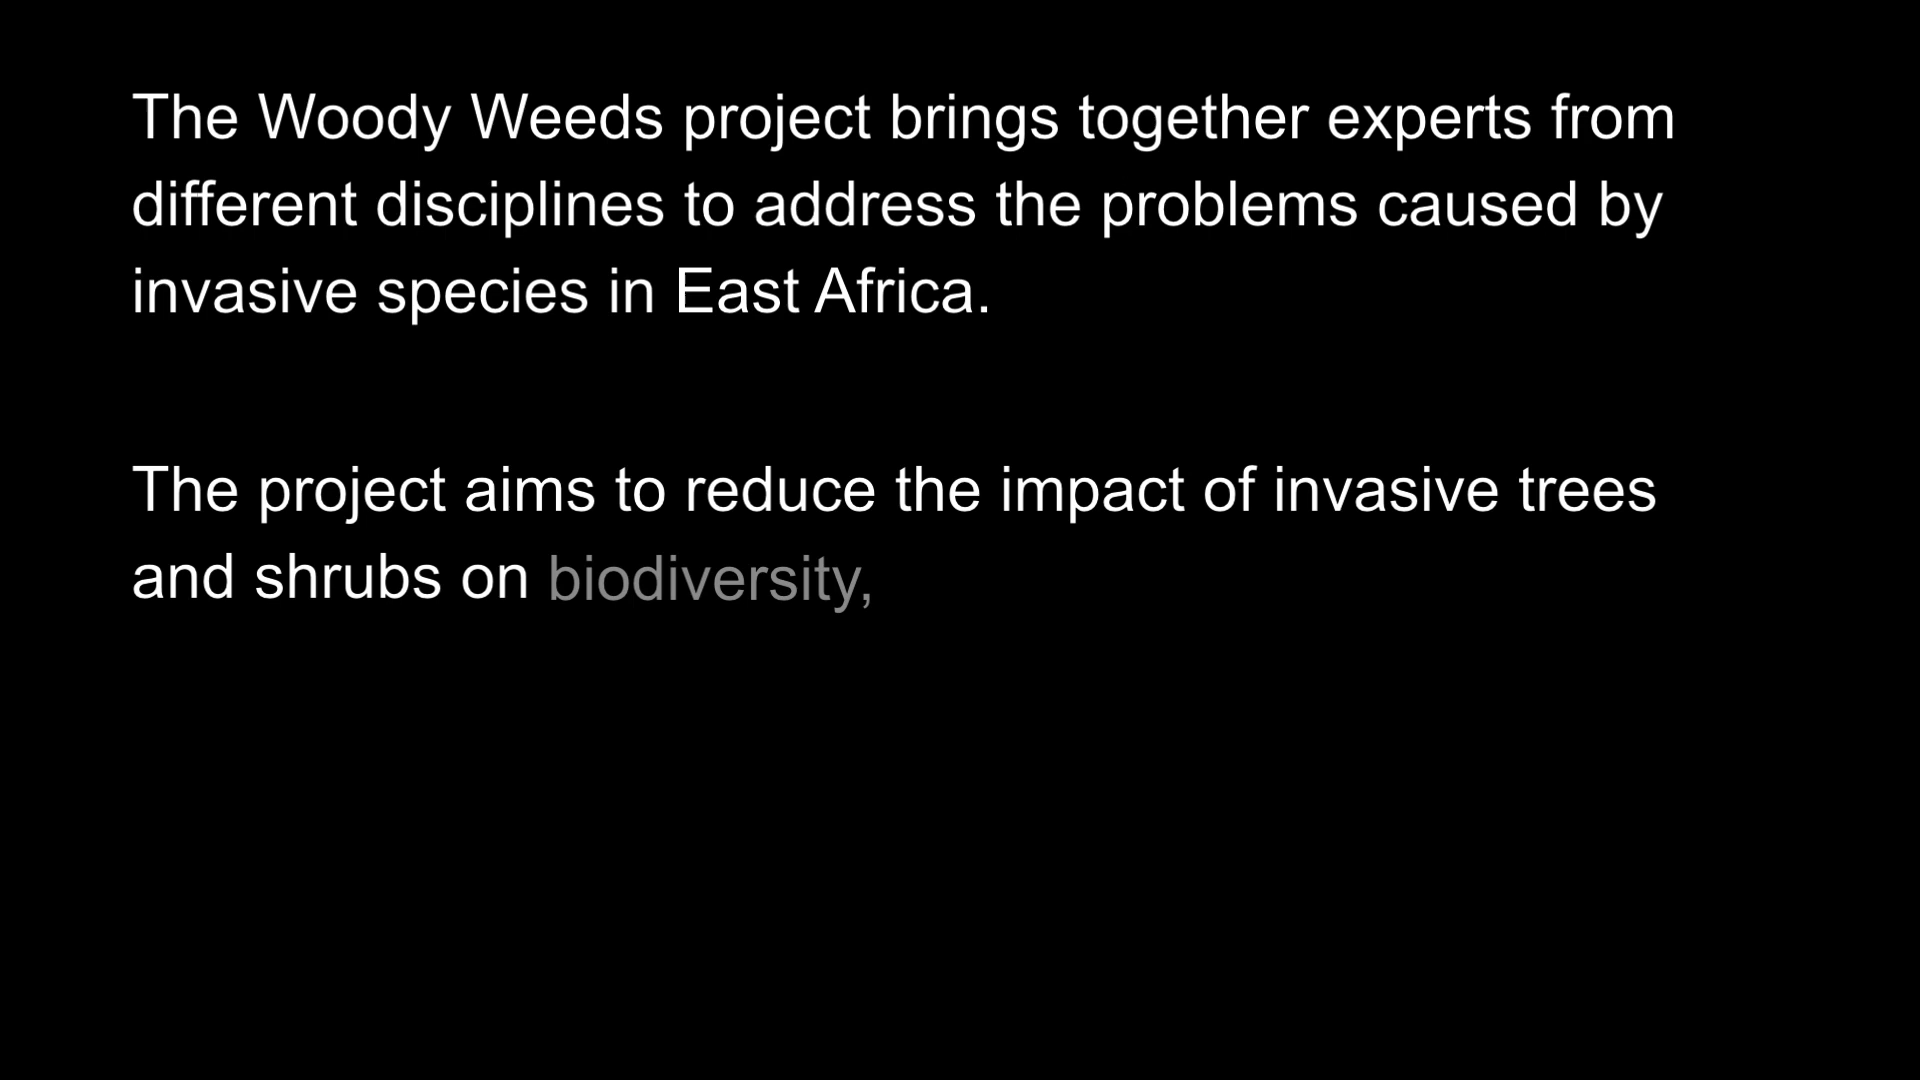 The Woody Weeds project brings together experts from
different disciplines to address the problems caused by
invasive species in East Africa.
The project aims to reduce the impact of invasive trees
and shrubs on biodiversity,